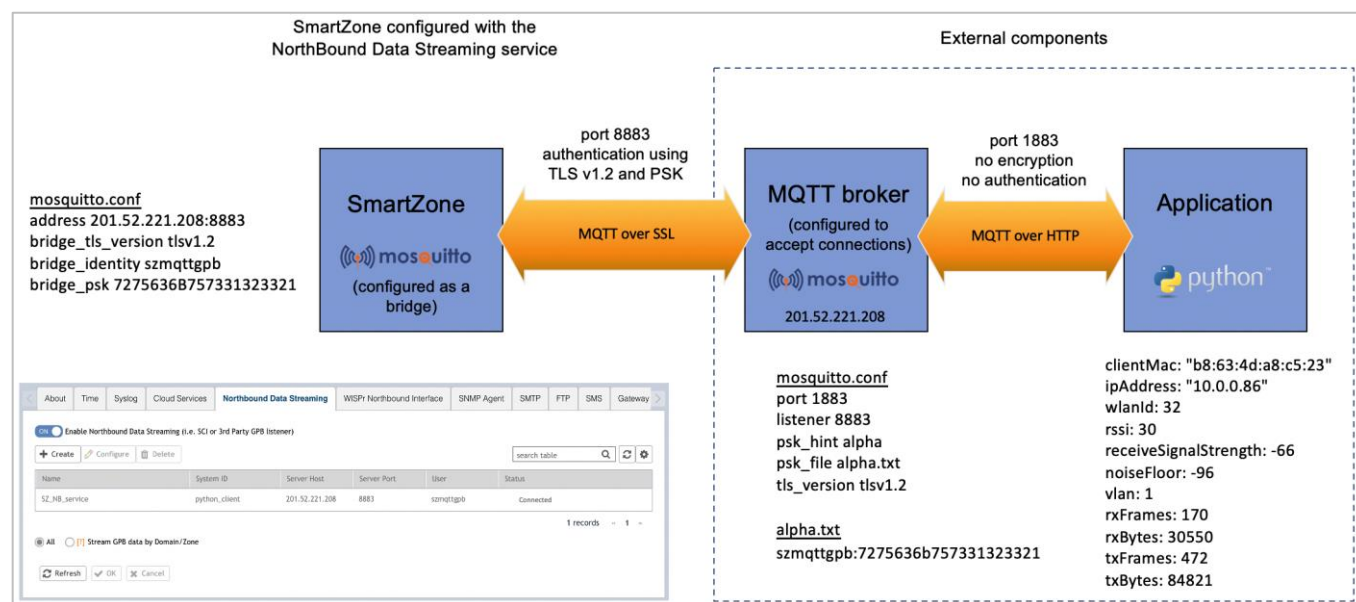 SmartZone configured with the
NorthBound Data Streaming service
External components
port 8883
authentication using
TLS v1.2 and PSK
port 1883
no encryption
no authentication
mosquitto.conf
address 201.52.221.208:8883
bridge_tls_version tlsv1.2
bridge_identity szmqttgpb
bridge_psk 7275636B757331323321
SmartZone
mosquitto
(configured as a
bridge)
MQTT over SSL
MQTT broker
(configured to
accept connections)
mosquitto
201.52.221.208
MQTT over HTTP
Application
python™
About Time Syslog Cloud Services Northbound Data Streaming WISPr Northbound Interface SNMP Agent SMTP FTP SMS Gateway
ON Enable Northbound Data Streaming (i.e. SCI or 3rd Party GPB listener)
+ Create Configure Delete search table
Name System ID Server Host Server Port User Status
SZ_NB_service python_client 201.52.221.208 8883 szmqttgpb Connected
1 records « 1 »
All [?] Stream GPB data by Domain/Zone
Refresh OK Cancel
mosquitto.conf
port 1883
listener 8883
psk_hint alpha
psk_file alpha.txt
tls_version tlsv1.2
alpha.txt
szmqttgpb:7275636b757331323321
clientMac: "b8:63:4d:a8:c5:23"
ipAddress: "10.0.0.86"
wlanId: 32
rssi: 30
receiveSignalStrength: -66
noiseFloor: -96
vlan: 1
rxFrames: 170
rxBytes: 30550
txFrames: 472
txBytes: 84821